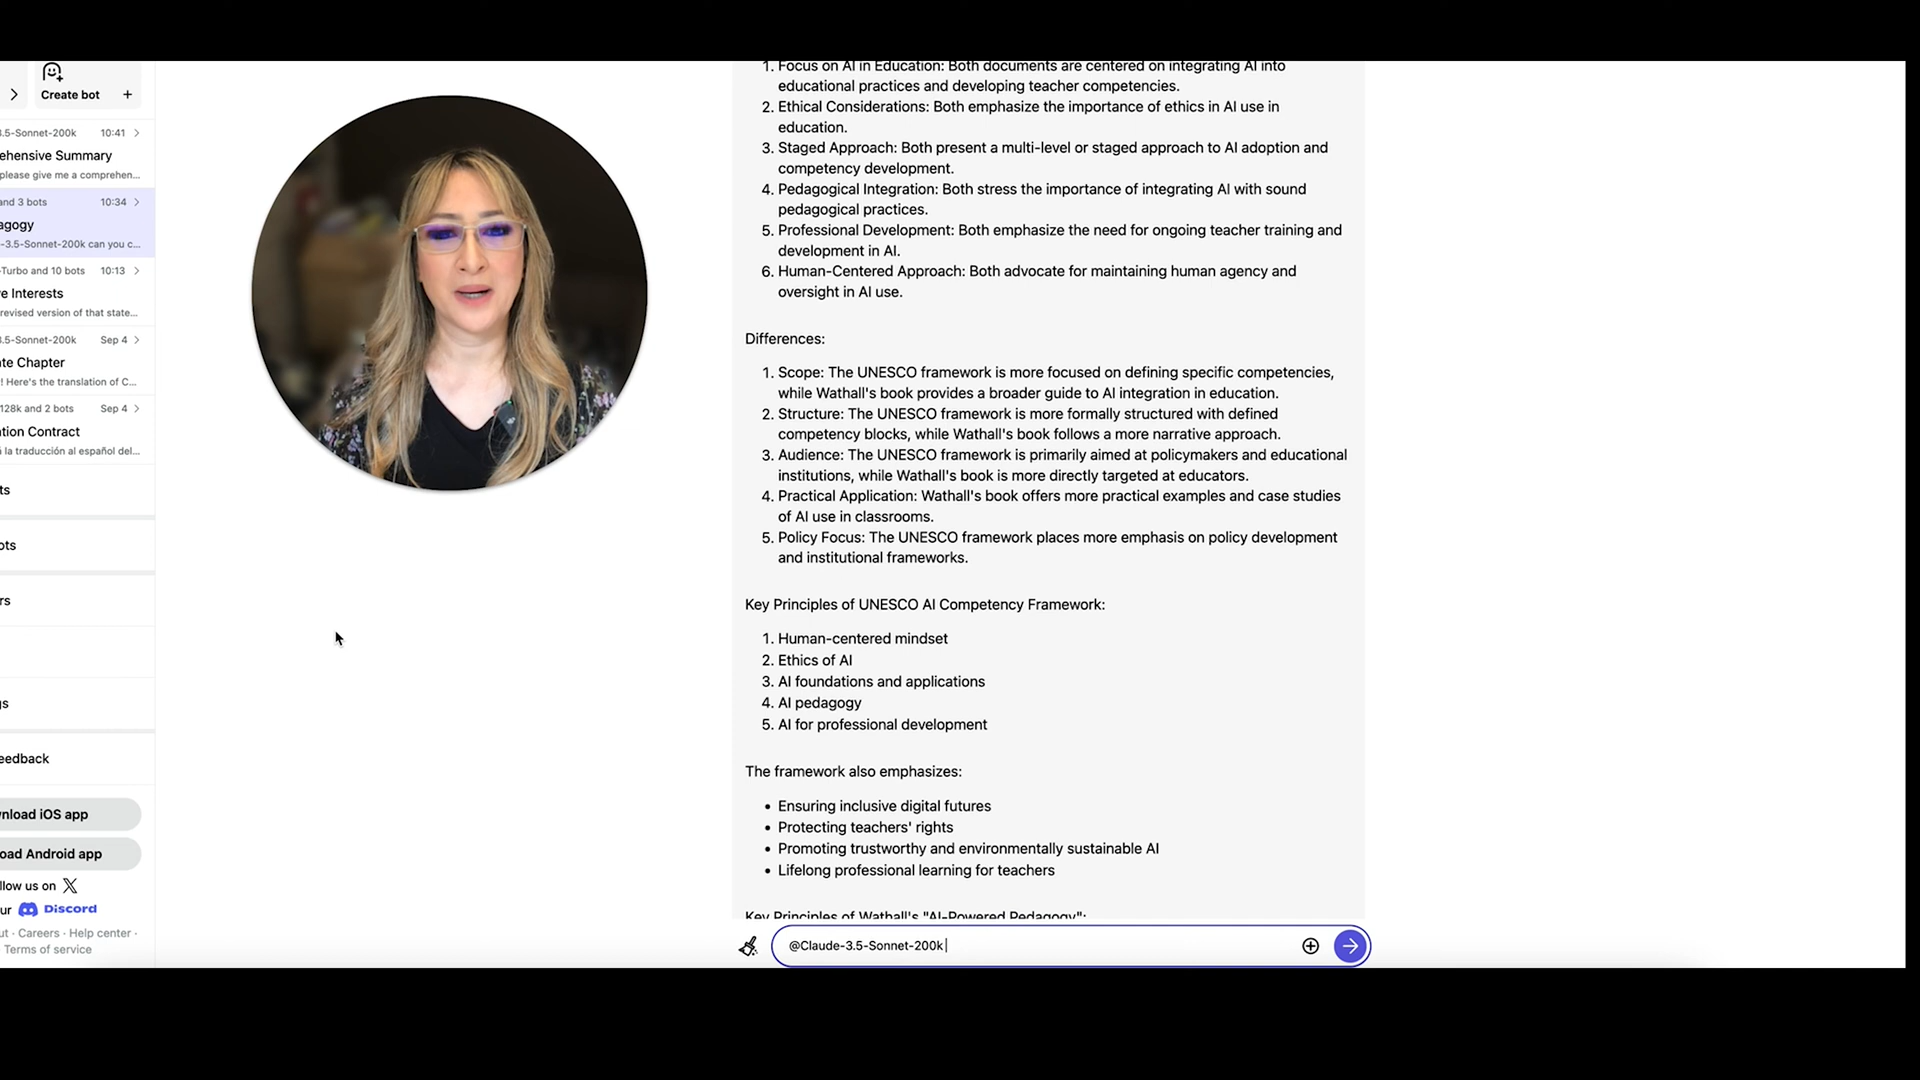 Create bot +
3.5-Sonnet-200k 10:41
ehensive Summary
please give me a comprehen...
and 3 bots 10:34
agogy
-3.5-Sonnet-200k can you c...
-Turbo and 10 bots 10:13
e Interests
revised version of that state...
3.5-Sonnet-200k Sep 4
te Chapter
! Here's the translation of C...
128k and 2 bots Sep 4
tion Contract
á la traducción al español del...
ts
ots
rs
gs
eedback
nload iOS app
oad Android app
llow us on X
ur Discord
ut · Careers · Help center ·
Terms of service
1. Focus on AI in Education: Both documents are centered on integrating AI into
educational practices and developing teacher competencies.
2. Ethical Considerations: Both emphasize the importance of ethics in AI use in
education.
3. Staged Approach: Both present a multi-level or staged approach to AI adoption and
competency development.
4. Pedagogical Integration: Both stress the importance of integrating AI with sound
pedagogical practices.
5. Professional Development: Both emphasize the need for ongoing teacher training and
development in AI.
6. Human-Centered Approach: Both advocate for maintaining human agency and
oversight in AI use.
Differences:
1. Scope: The UNESCO framework is more focused on defining specific competencies,
while Wathall's book provides a broader guide to AI integration in education.
2. Structure: The UNESCO framework is more formally structured with defined
competency blocks, while Wathall's book follows a more narrative approach.
3. Audience: The UNESCO framework is primarily aimed at policymakers and educational
institutions, while Wathall's book is more directly targeted at educators.
4. Practical Application: Wathall's book offers more practical examples and case studies
of AI use in classrooms.
5. Policy Focus: The UNESCO framework places more emphasis on policy development
and institutional frameworks.
Key Principles of UNESCO AI Competency Framework:
1. Human-centered mindset
2. Ethics of AI
3. AI foundations and applications
4. AI pedagogy
5. AI for professional development
The framework also emphasizes:
• Ensuring inclusive digital futures
• Protecting teachers' rights
• Promoting trustworthy and environmentally sustainable AI
• Lifelong professional learning for teachers
Key Principles of Wathall's "AI-Powered Pedagogy":
@Claude-3.5-Sonnet-200k